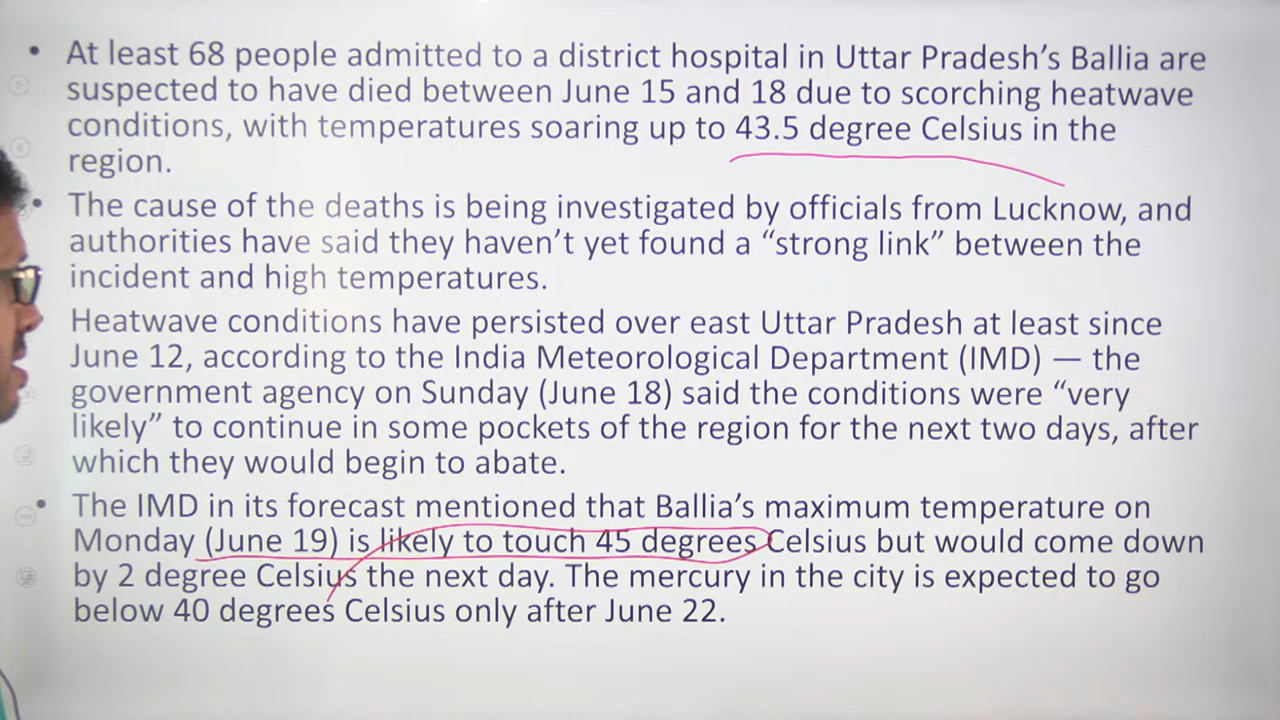 • At least 68 people admitted to a district hospital in Uttar Pradesh’s Ballia are
suspected to have died between June 15 and 18 due to scorching heatwave
conditions, with temperatures soaring up to 43.5 degree Celsius in the
region.
• The cause of the deaths is being investigated by officials from Lucknow, and
authorities have said they haven’t yet found a “strong link” between the
incident and high temperatures.
Heatwave conditions have persisted over east Uttar Pradesh at least since
June 12, according to the India Meteorological Department (IMD) — the
government agency on Sunday (June 18) said the conditions were “very
likely” to continue in some pockets of the region for the next two days, after
which they would begin to abate.
• The IMD in its forecast mentioned that Ballia’s maximum temperature on
Monday (June 19) is likely to touch 45 degrees Celsius but would come down
by 2 degree Celsius the next day. The mercury in the city is expected to go
below 40 degrees Celsius only after June 22.